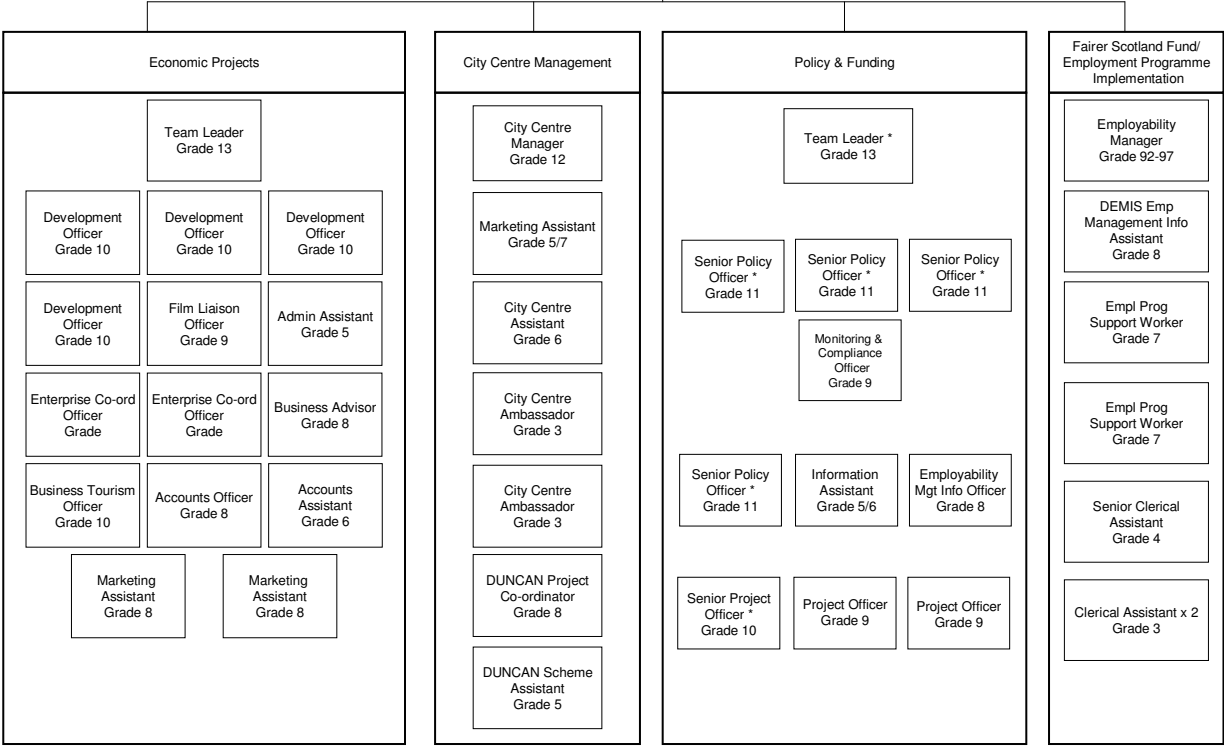 Economic Projects
Team Leader
Grade 13
Development
Officer
Grade 10
Development
Officer
Grade 10
Development
Officer
Grade 10
Development
Officer
Grade 10
Film Liaison
Officer
Grade 9
Admin Assistant
Grade 5
Enterprise Co-ord
Officer
Grade
Enterprise Co-ord
Officer
Grade
Business Advisor
Grade 8
Business Tourism
Officer
Grade 10
Accounts Officer
Grade 8
Accounts
Assistant
Grade 6
Marketing
Assistant
Grade 8
Marketing
Assistant
Grade 8
City Centre Management
City Centre
Manager
Grade 12
Marketing Assistant
Grade 5/7
City Centre
Assistant
Grade 6
City Centre
Ambassador
Grade 3
City Centre
Ambassador
Grade 3
DUNCAN Project
Co-ordinator
Grade 8
DUNCAN Scheme
Assistant
Grade 5
Policy & Funding
Team Leader *
Grade 13
Senior Policy
Officer *
Grade 11
Senior Policy
Officer *
Grade 11
Senior Policy
Officer *
Grade 11
Monitoring &
Compliance
Officer
Grade 9
Senior Policy
Officer *
Grade 11
Information
Assistant
Grade 5/6
Employability
Mgt Info Officer
Grade 8
Senior Project
Officer *
Grade 10
Project Officer
Grade 9
Project Officer
Grade 9
Fairer Scotland Fund/
Employment Programme
Implementation
Employability
Manager
Grade 92-97
DEMIS Emp
Management Info
Assistant
Grade 8
Empl Prog
Support Worker
Grade 7
Empl Prog
Support Worker
Grade 7
Senior Clerical
Assistant
Grade 4
Clerical Assistant x 2
Grade 3